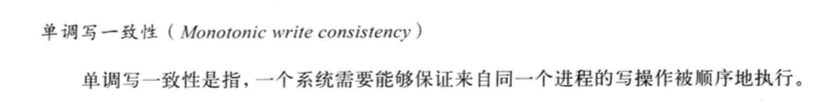 单调写一致性（Monotonic write consistency）
单调写一致性是指，一个系统需要能够保证来自同一个进程的写操作被顺序地执行。